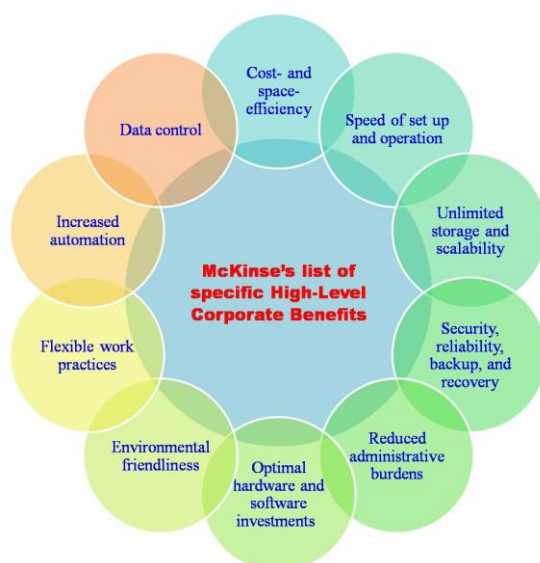 Cost- and
space-
efficiency
Speed of set up
and operation
Unlimited
storage and
scalability
Security,
reliability,
backup, and
recovery
Reduced
administrative
burdens
Optimal
hardware and
software
investments
Environmental
friendliness
Flexible work
practices
Increased
automation
Data control
McKinse's list of
specific High-Level
Corporate Benefits